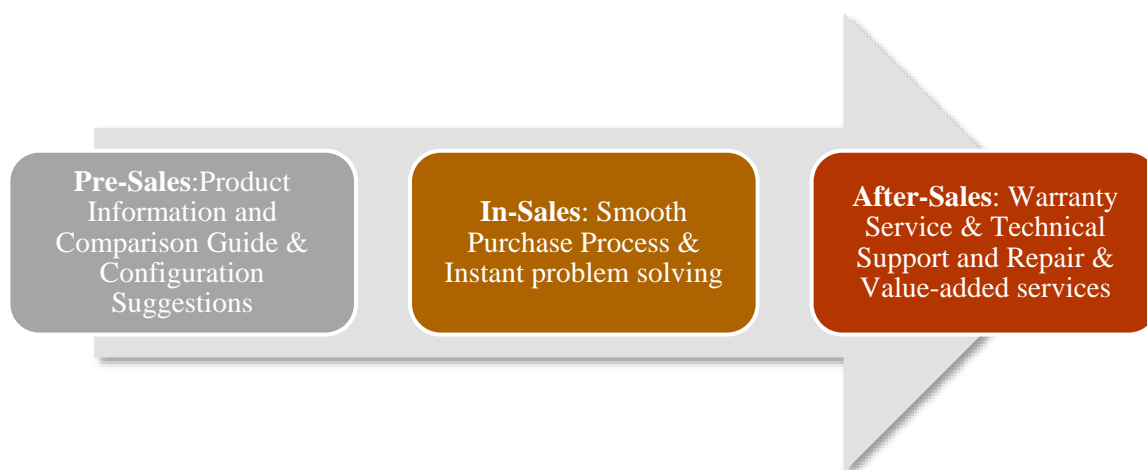 Pre-Sales:Product
Information and
Comparison Guide &
Configuration
Suggestions
In-Sales: Smooth
Purchase Process &
Instant problem solving
After-Sales: Warranty
Service & Technical
Support and Repair &
Value-added services